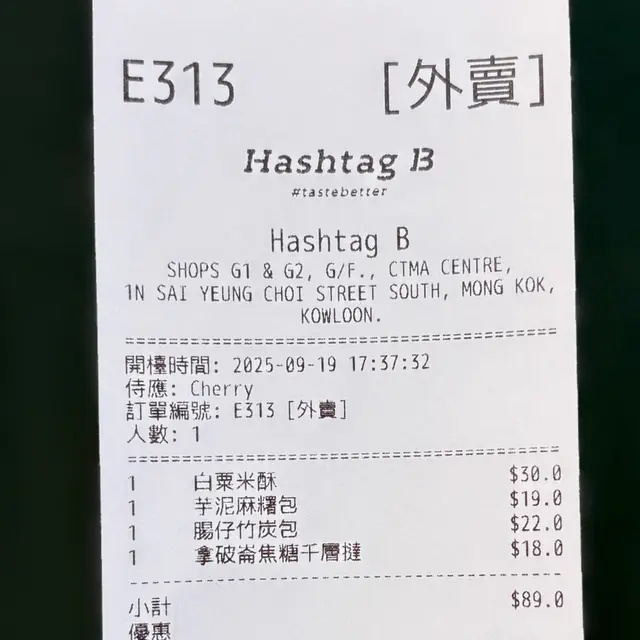 E313 [外賣]
Hashtag B
#tastebetter
Hashtag B
SHOPS G1 & G2, G/F., CTMA CENTRE,
1N SAI YEUNG CHOI STREET SOUTH, MONG KOK,
KOWLOON.
開檯時間: 2025-09-19 17:37:32
侍應: Cherry
訂單編號: E313 [外賣]
人數: 1
1 白粟米酥 $30.0
1 芋泥麻糬包 $19.0
1 腸仔竹炭包 $22.0
1 拿破崙焦糖千層撻 $18.0
小計 $89.0
優惠